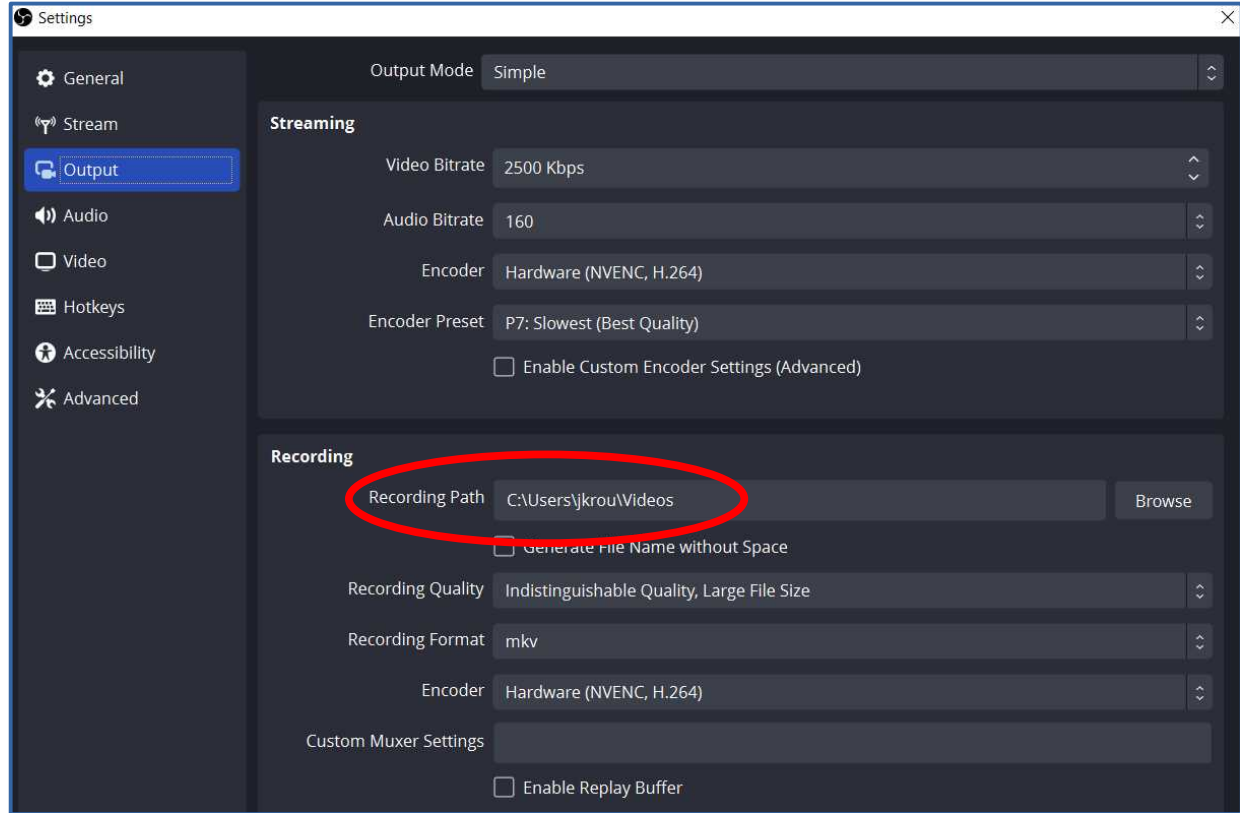 Settings
General
Stream
Output
Audio
Video
Hotkeys
Accessibility
Advanced
Output Mode Simple
Streaming
Video Bitrate 2500 Kbps
Audio Bitrate 160
Encoder Hardware (NVENC, H.264)
Encoder Preset P7: Slowest (Best Quality)
Enable Custom Encoder Settings (Advanced)
Recording
Recording Path C:\Users\jkrou\Videos Browse
Generate File Name without Space
Recording Quality Indistinguishable Quality, Large File Size
Recording Format mkv
Encoder Hardware (NVENC, H.264)
Custom Muxer Settings
Enable Replay Buffer